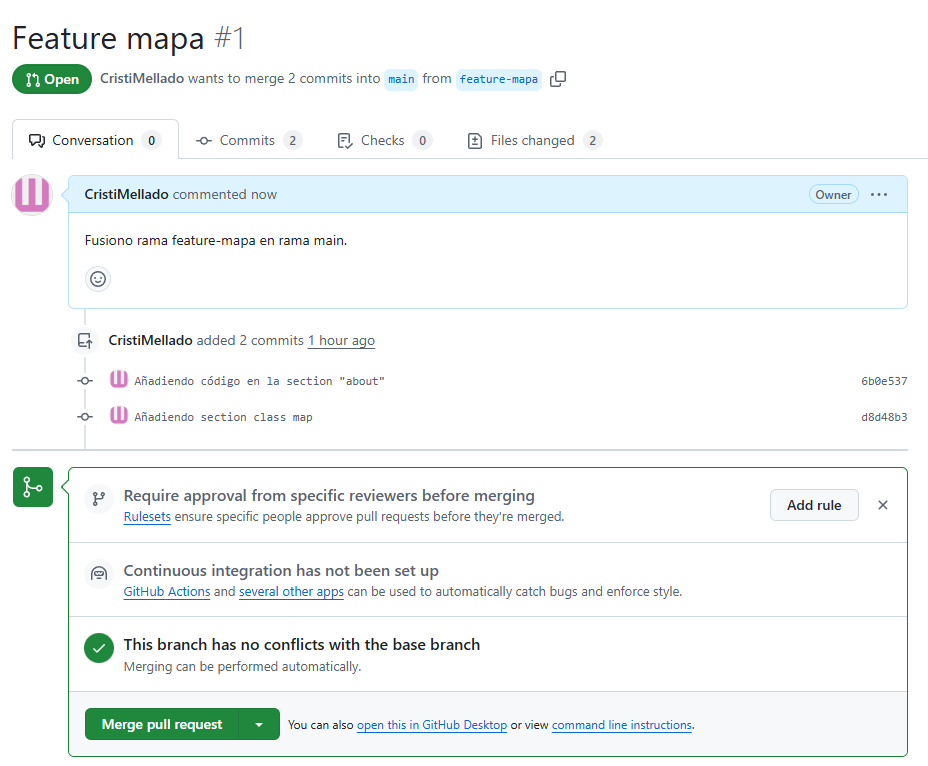 Feature mapa #1
Open CristiMellado wants to merge 2 commits into main from feature-mapa
Conversation 0 Commits 2 Checks 0 Files changed 2
CristiMellado commented now Owner
Fusiono rama feature-mapa en rama main.
CristiMellado added 2 commits 1 hour ago
Añadiendo código en la section "about" 6b0e537
Añadiendo section class map d8d48b3
Require approval from specific reviewers before merging
Rulesets ensure specific people approve pull requests before they're merged.
Add rule
Continuous integration has not been set up
GitHub Actions and several other apps can be used to automatically catch bugs and enforce style.
This branch has no conflicts with the base branch
Merging can be performed automatically.
Merge pull request You can also open this in GitHub Desktop or view command line instructions.